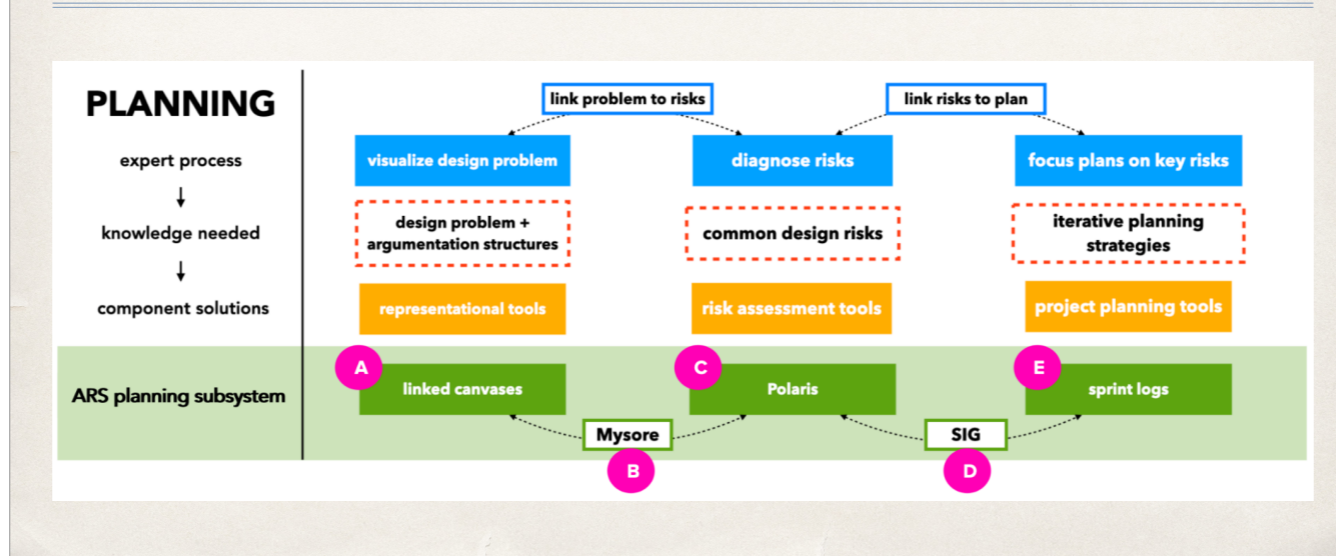 PLANNING
link problem to risks
link risks to plan
expert process
visualize design problem
diagnose risks
focus plans on key risks
↓
knowledge needed
design problem +
argumentation structures
common design risks
iterative planning
strategies
↓
component solutions
representational tools
risk assessment tools
project planning tools
ARS planning subsystem
A
linked canvases
C
Polaris
E
sprint logs
Mysore
B
SIG
D